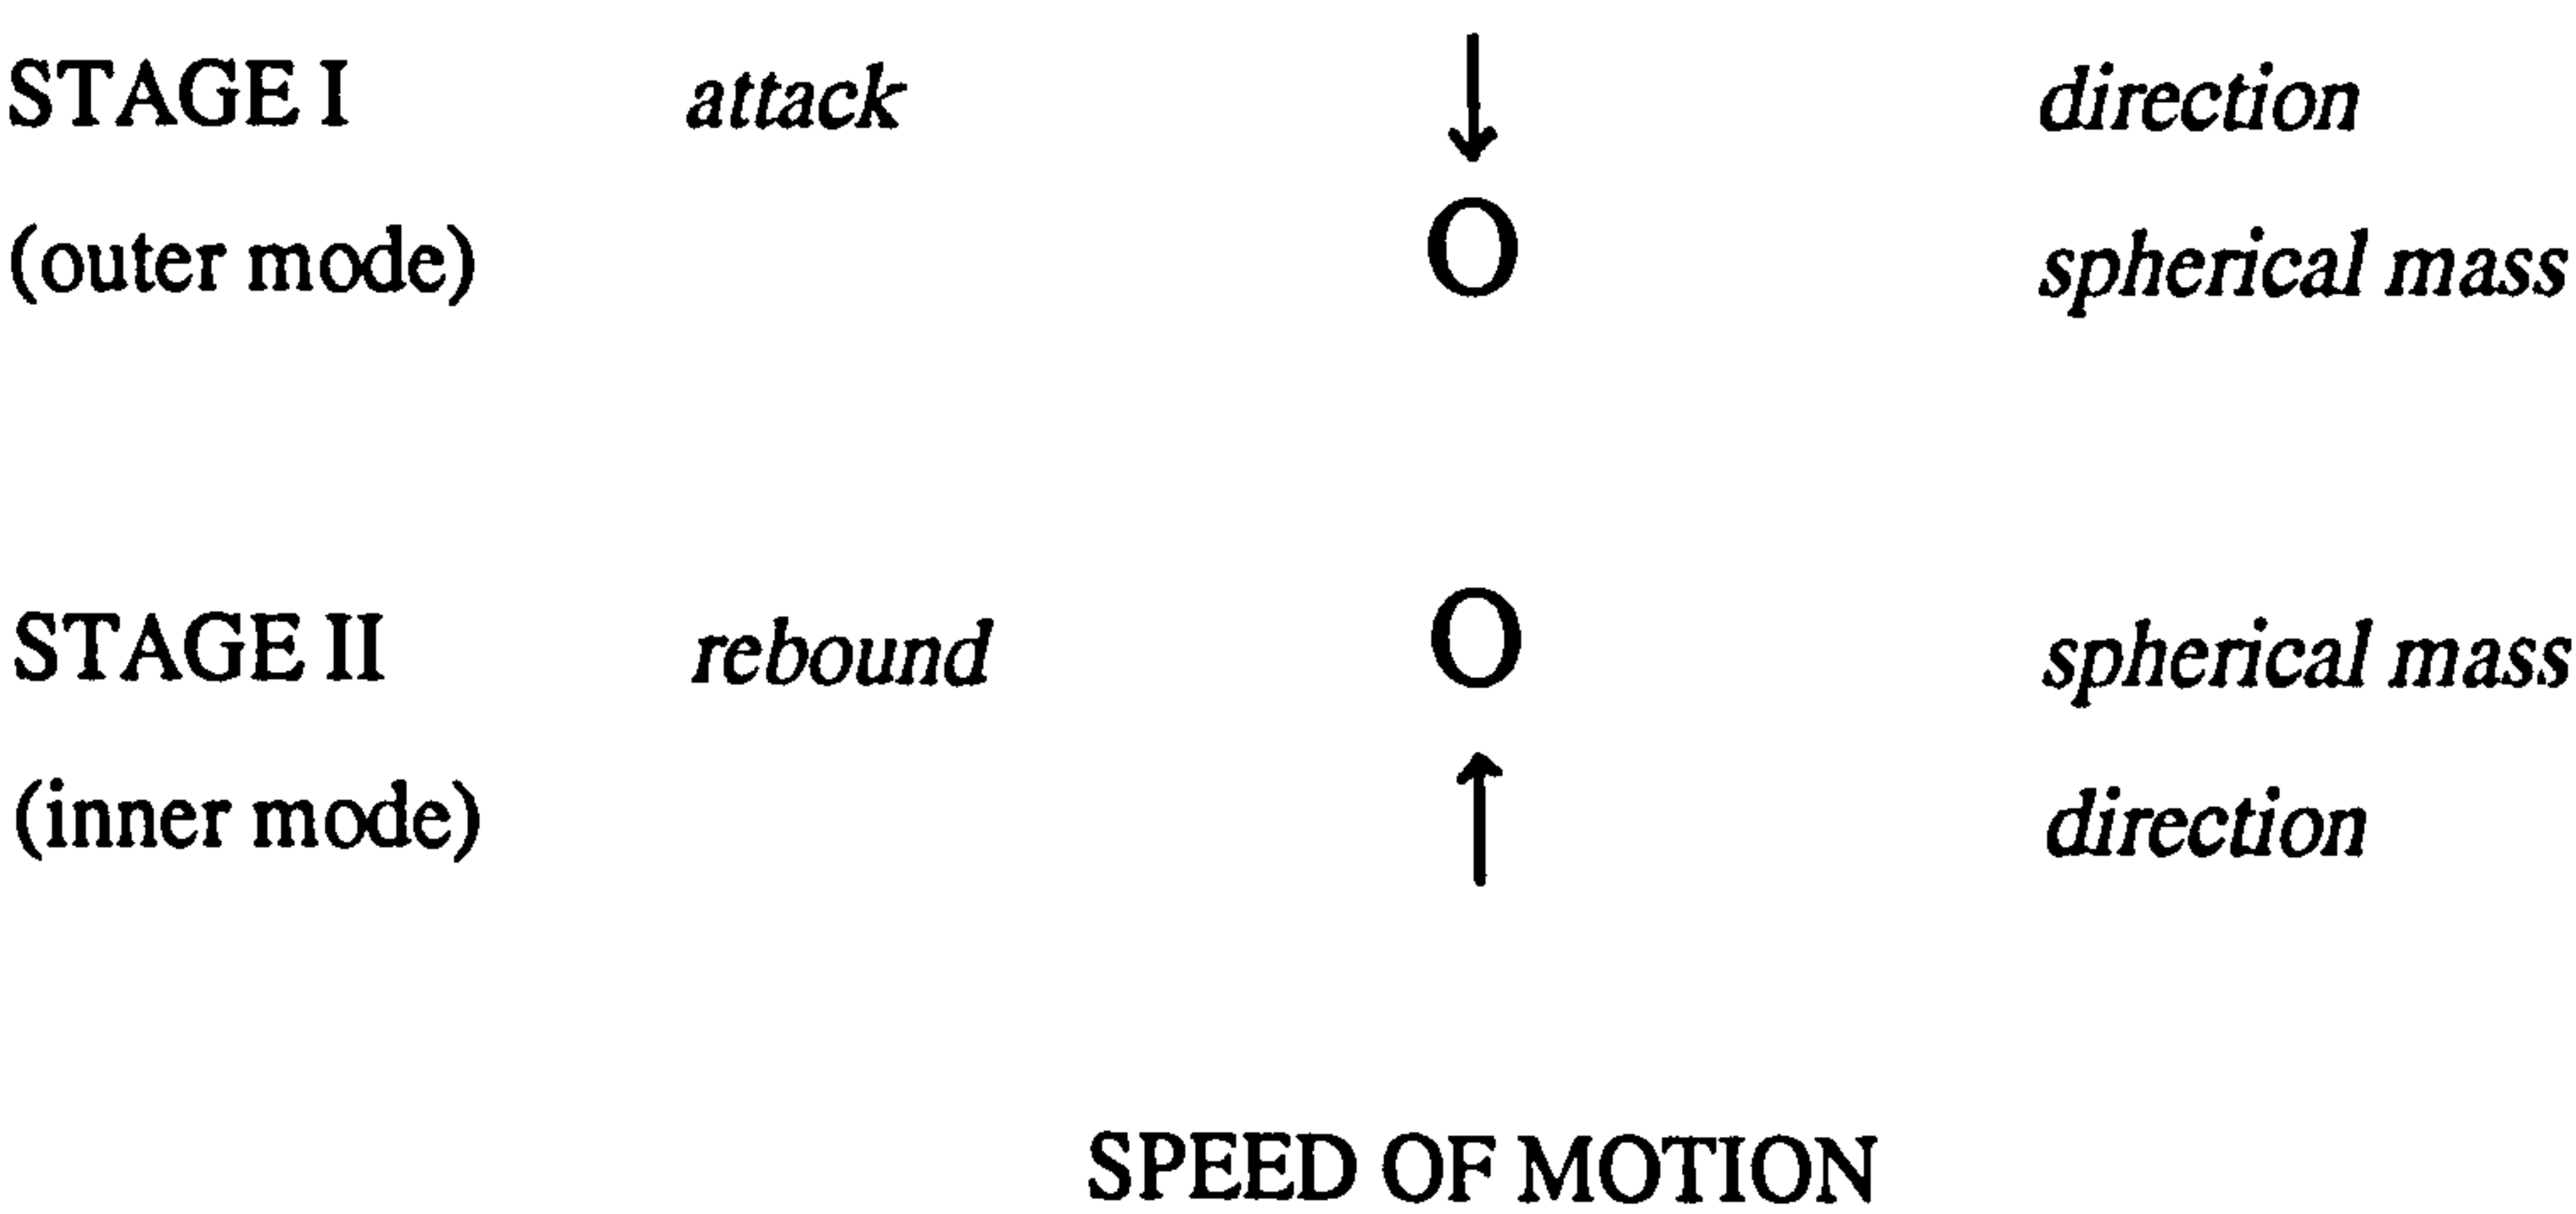 STAGE I attack ↓ direction
(outer mode) O spherical mass
STAGE II rebound O spherical mass
(inner mode) ↑ direction
SPEED OF MOTION